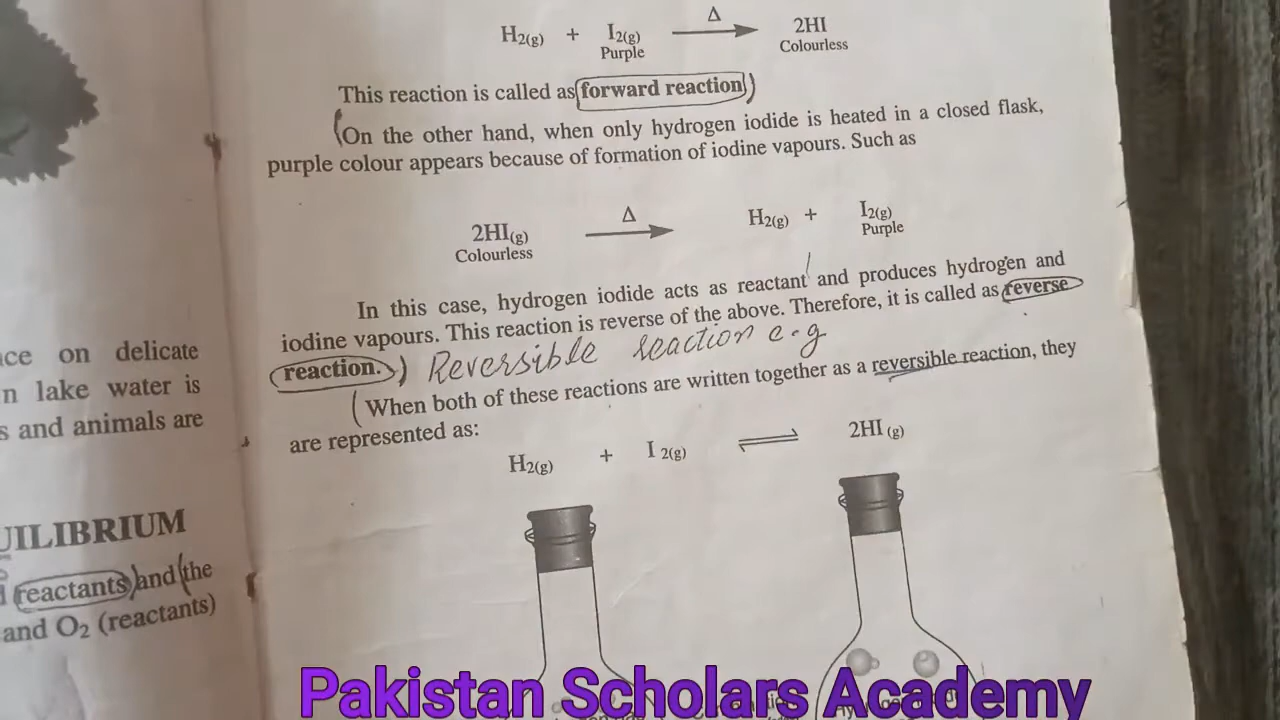 H2(g) + I2(g) Δ 2HI
Purple Colourless
This reaction is called as forward reaction
On the other hand, when only hydrogen iodide is heated in a closed flask,
purple colour appears because of formation of iodine vapours. Such as
2HI(g) Δ H2(g) + I2(g)
Colourless Purple
In this case, hydrogen iodide acts as reactant and produces hydrogen and
iodine vapours. This reaction is reverse of the above. Therefore, it is called as reverse
reaction. Reversible reaction e.g
When both of these reactions are written together as a reversible reaction, they
are represented as:
H2(g) + I 2(g) ⇌ 2HI (g)
on delicate
lake water is
and animals are
reactants and the
and O2 (reactants)
Pakistan Scholars Academy